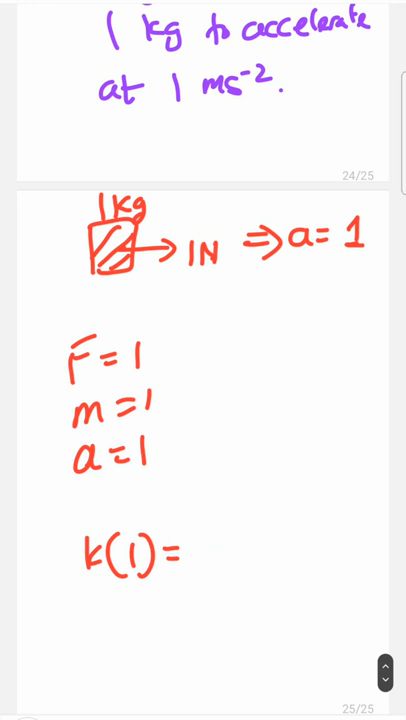 1 kg to accelerate
at 1 ms⁻².
24/25
1kg
1N ⇒ a = 1
F = 1
m = 1
a = 1
k(1) =
25/25